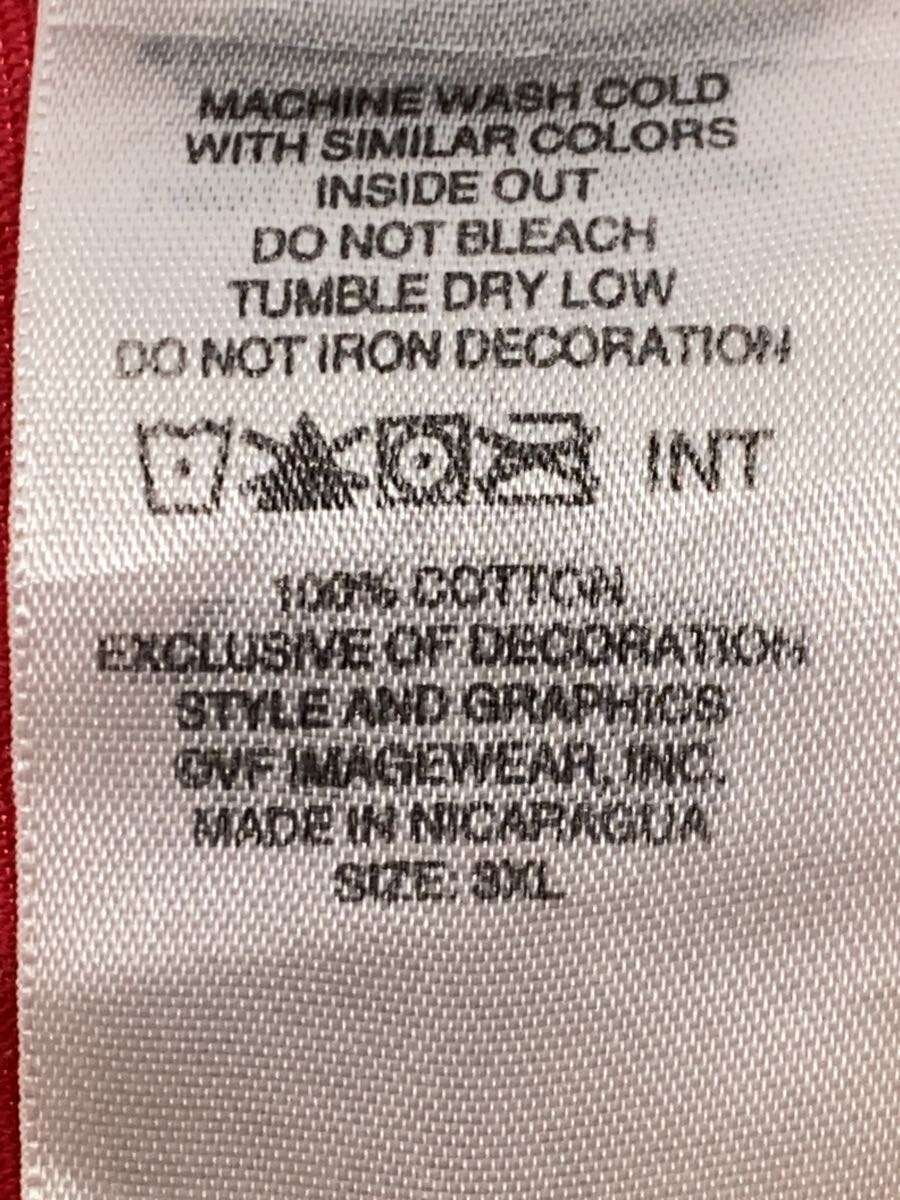 MACHINE WASH COLD
WITH SIMILAR COLORS
INSIDE OUT
DO NOT BLEACH
TUMBLE DRY LOW
DO NOT IRON DECORATION
INT
100% COTTON
EXCLUSIVE OF DECORATION
STYLE AND GRAPHICS
©VF IMAGEWEAR, INC.
MADE IN NICARAGUA
SIZE: 3XL